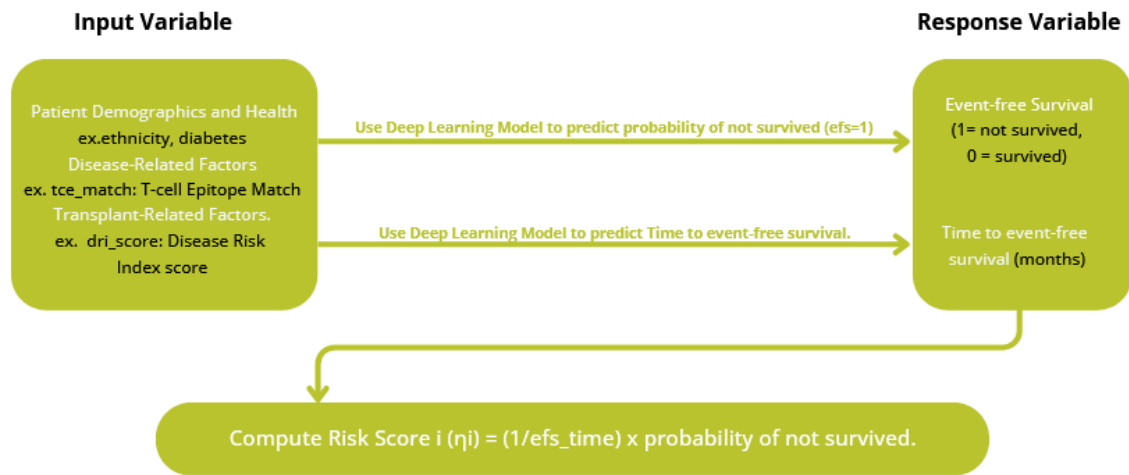 Input Variable
Response Variable
Patient Demographics and Health
ex.ethnicity, diabetes
Disease-Related Factors
ex. tce_match: T-cell Epitope Match
Transplant-Related Factors.
ex.  dri_score: Disease Risk
Index score
Use Deep Learning Model to predict probability of not survived (efs=1)
Use Deep Learning Model to predict Time to event-free survival.
Event-free Survival
(1= not survived,
0 = survived)
Time to event-free
survival (months)
Compute Risk Score i (ηi) = (1/efs_time) x probability of not survived.